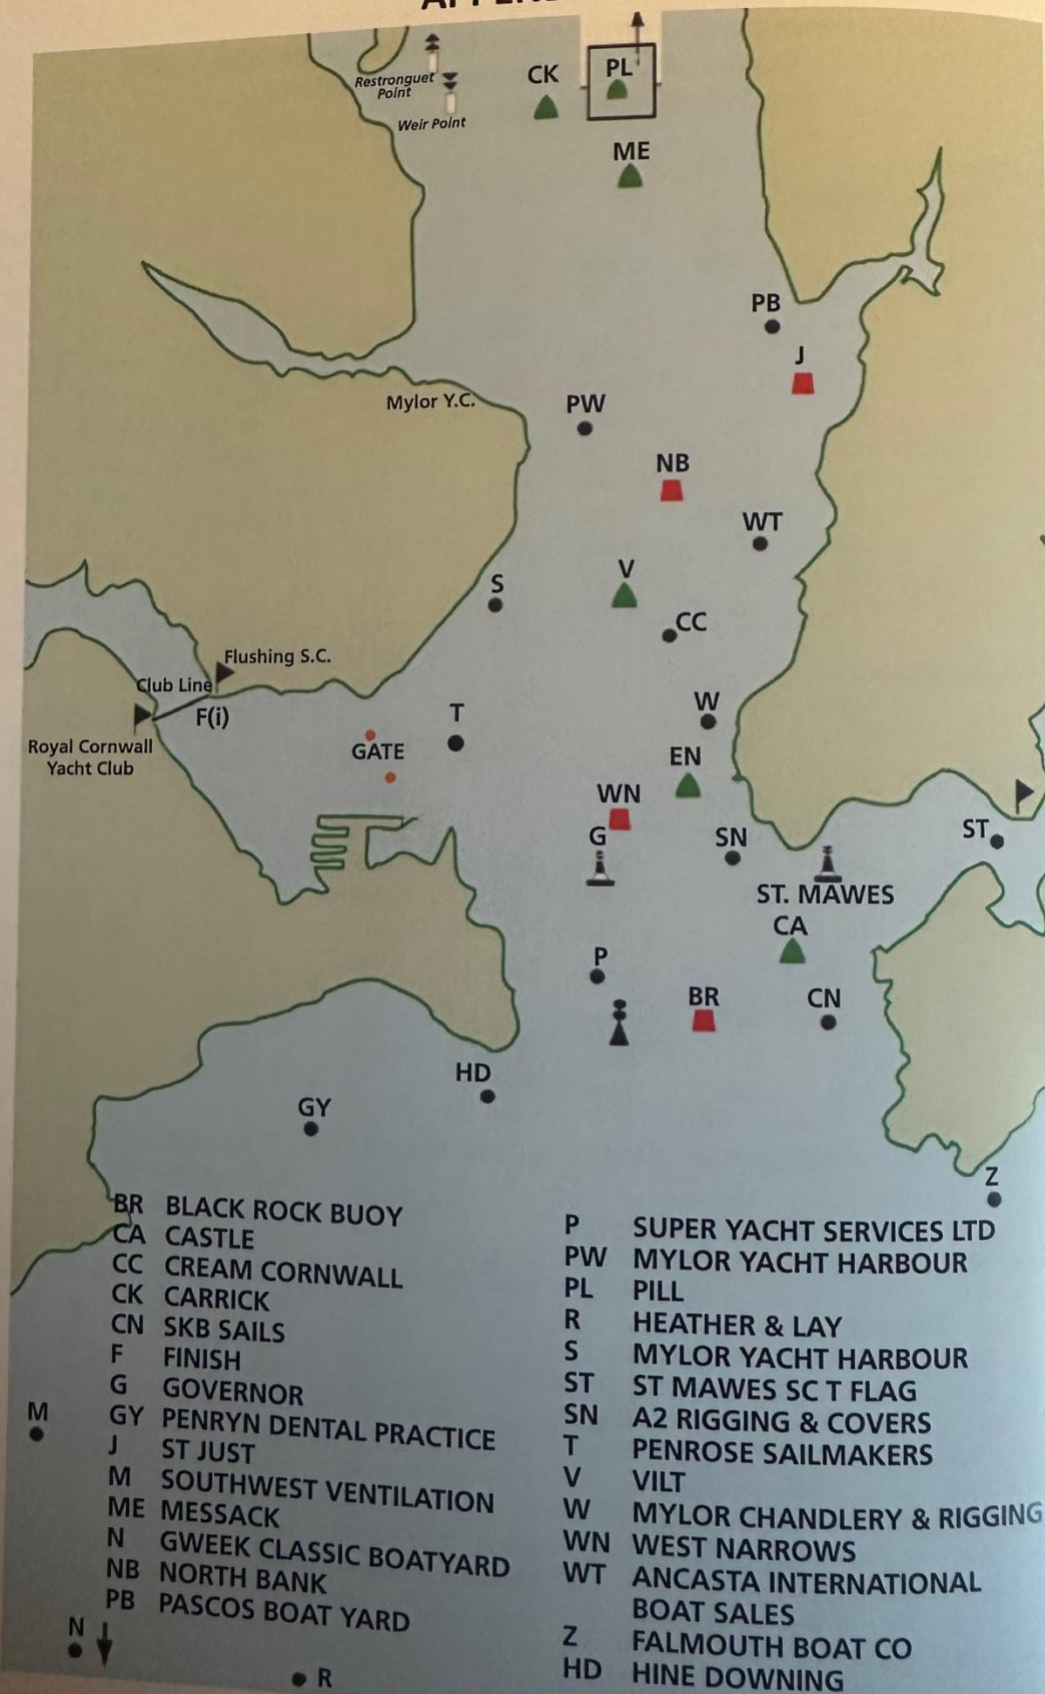 Restronguet
Point
Weir Point
CK
PL
ME
PB
J
Mylor Y.C.
PW
NB
WT
S
V
CC
Flushing S.C.
Club Line
F(i)
Royal Cornwall
Yacht Club
GATE
T
W
EN
WN
G
SN
ST
ST. MAWES
CA
P
BR
CN
HD
GY
Z
BR BLACK ROCK BUOY
CA CASTLE
CC CREAM CORNWALL
CK CARRICK
CN SKB SAILS
F FINISH
G GOVERNOR
GY PENRYN DENTAL PRACTICE
J ST JUST
M SOUTHWEST VENTILATION
ME MESSACK
N GWEEK CLASSIC BOATYARD
NB NORTH BANK
PB PASCOS BOAT YARD
P SUPER YACHT SERVICES LTD
PW MYLOR YACHT HARBOUR
PL PILL
R HEATHER & LAY
S MYLOR YACHT HARBOUR
ST ST MAWES SC T FLAG
SN A2 RIGGING & COVERS
T PENROSE SAILMAKERS
V VILT
W MYLOR CHANDLERY & RIGGING
WN WEST NARROWS
WT ANCASTA INTERNATIONAL
BOAT SALES
Z FALMOUTH BOAT CO
HD HINE DOWNING
M
N
R